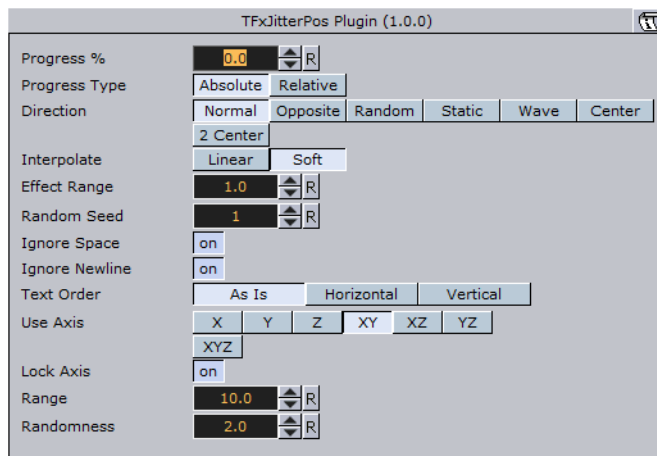 TFxJitterPos Plugin (1.0.0)
Progress % 0.0 R
Progress Type Absolute Relative
Direction Normal Opposite Random Static Wave Center
2 Center
Interpolate Linear Soft
Effect Range 1.0 R
Random Seed 1 R
Ignore Space on
Ignore Newline on
Text Order As Is Horizontal Vertical
Use Axis X Y Z XY XZ YZ
XYZ
Lock Axis on
Range 10.0 R
Randomness 2.0 R